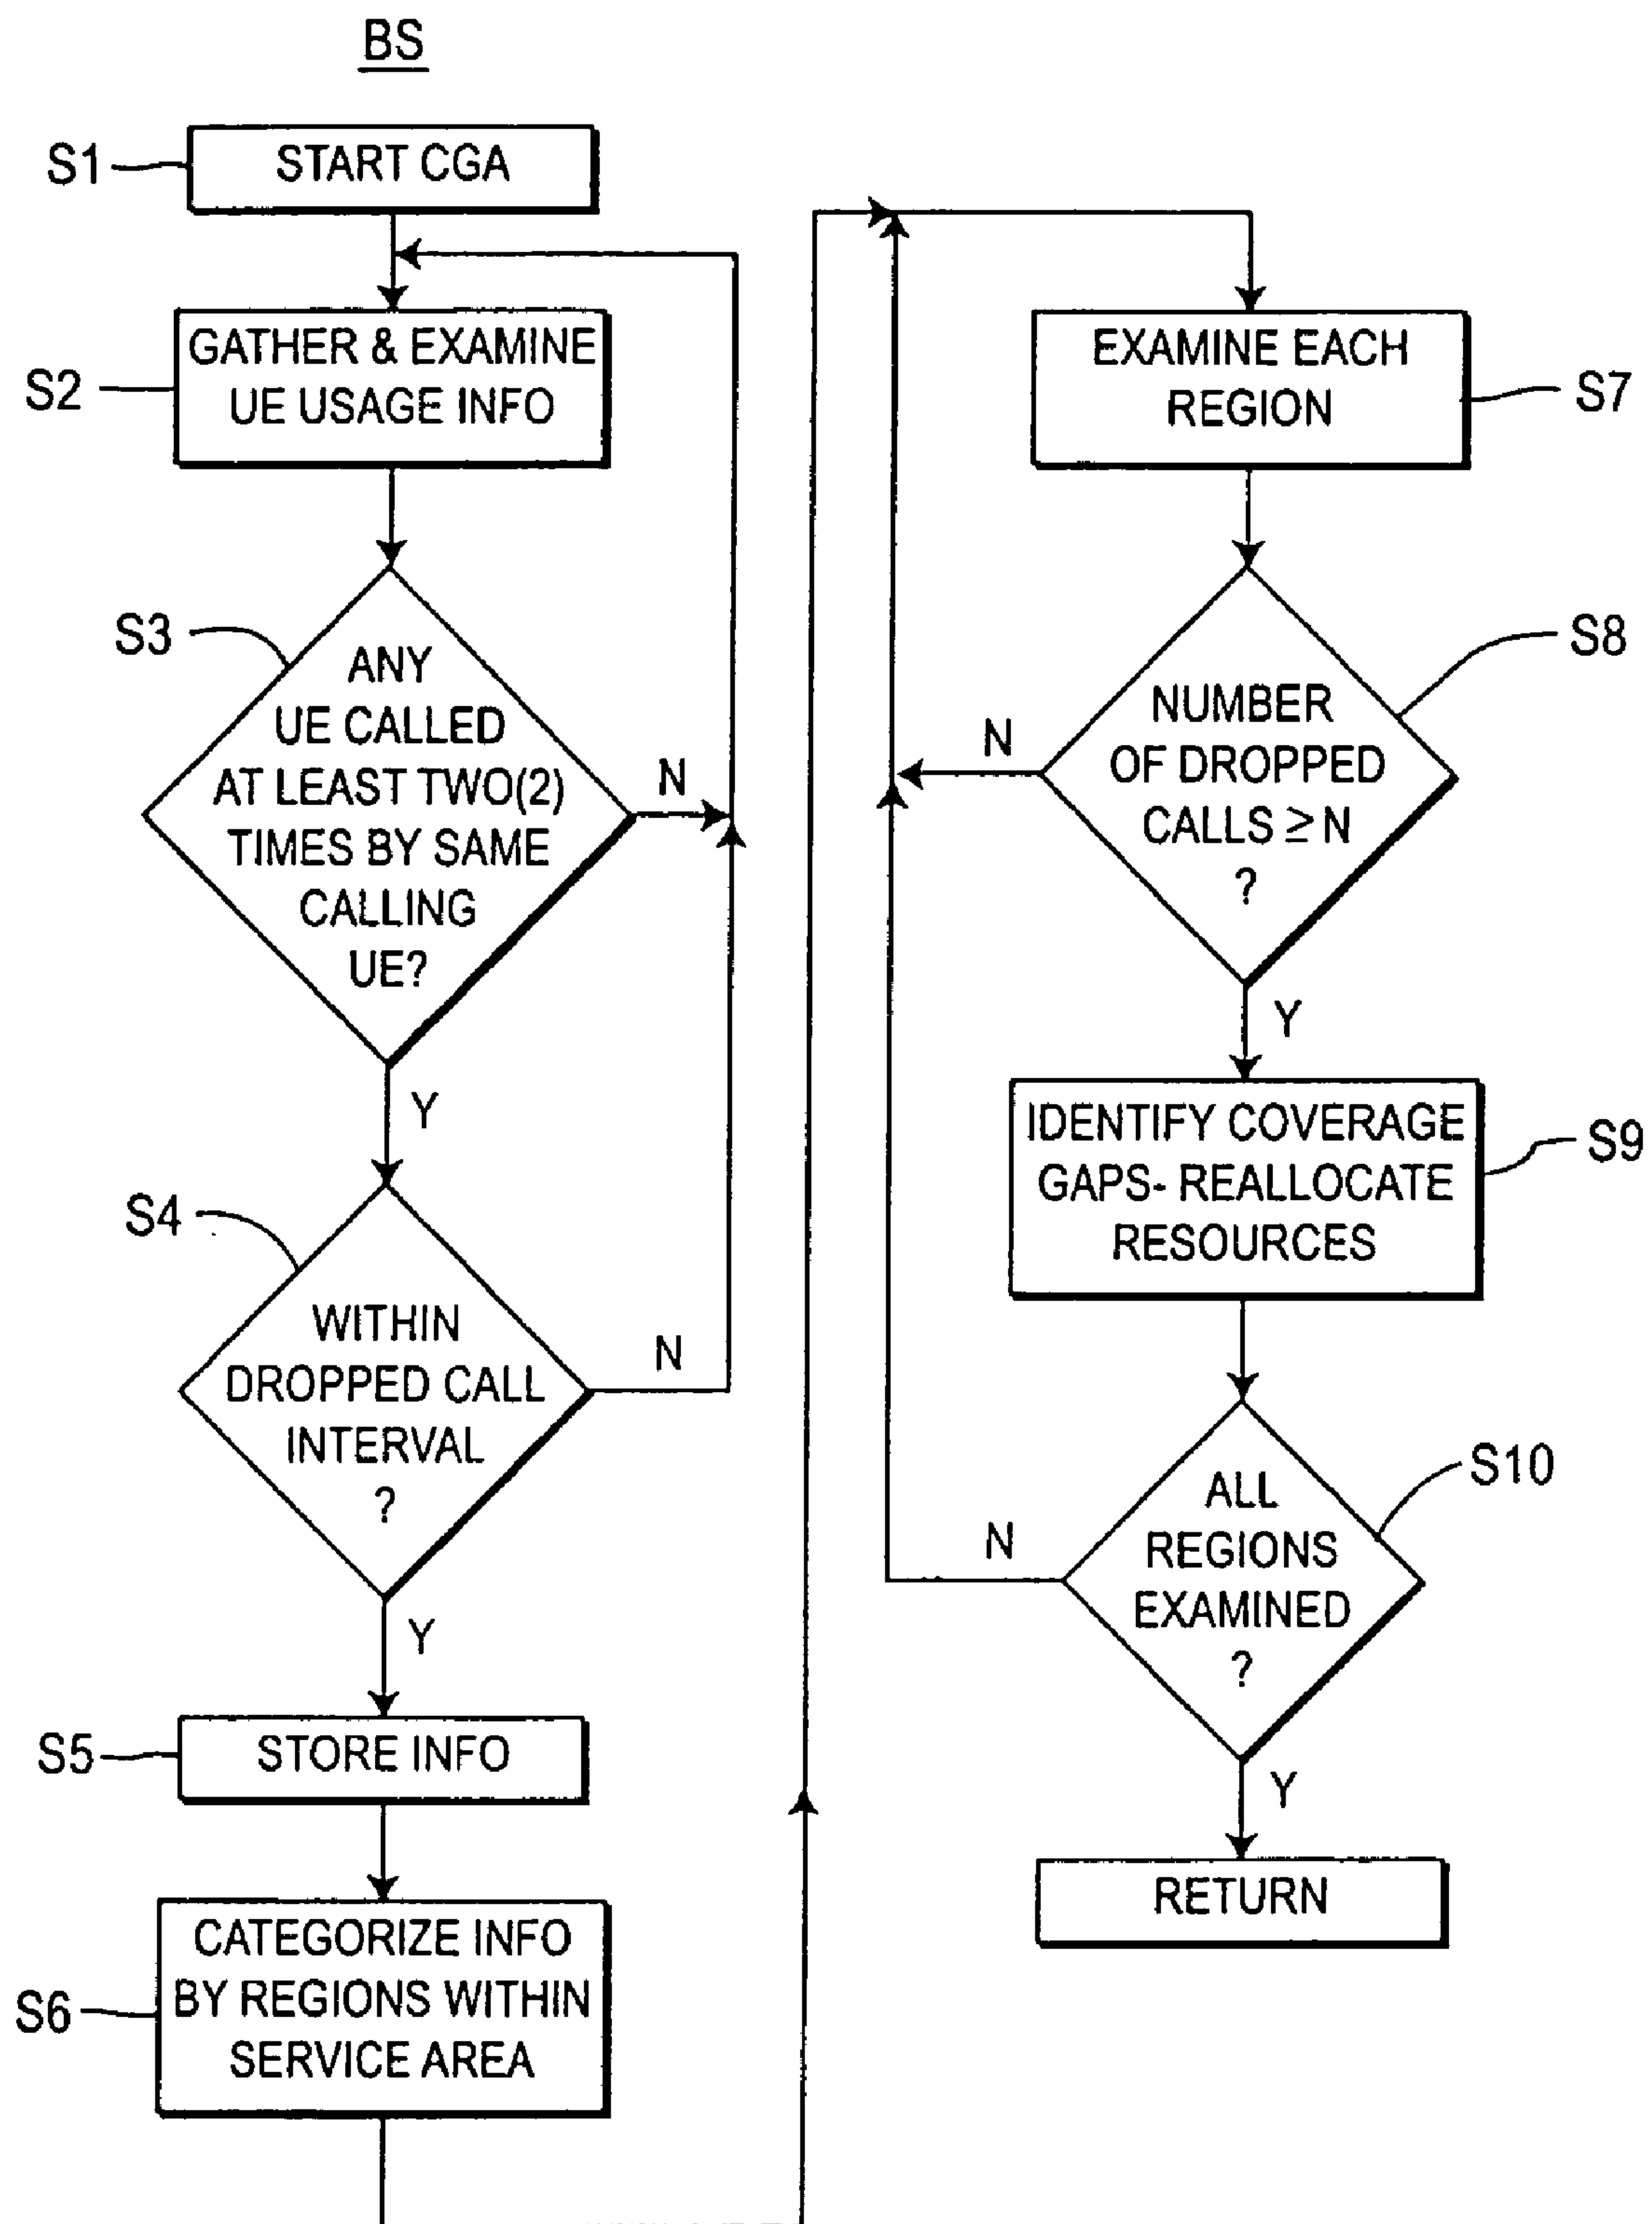 BS
S1
START CGA
S2
GATHER & EXAMINE
UE USAGE INFO
S3
ANY
UE CALLED
AT LEAST TWO(2)
TIMES BY SAME
CALLING
UE?
N
Y
S4
WITHIN
DROPPED CALL
INTERVAL
?
N
Y
S5
STORE INFO
S6
CATEGORIZE INFO
BY REGIONS WITHIN
SERVICE AREA
EXAMINE EACH
REGION
S7
S8
NUMBER
OF DROPPED
CALLS ≥ N
?
N
Y
IDENTIFY COVERAGE
GAPS- REALLOCATE
RESOURCES
S9
S10
ALL
REGIONS
EXAMINED
?
N
Y
RETURN